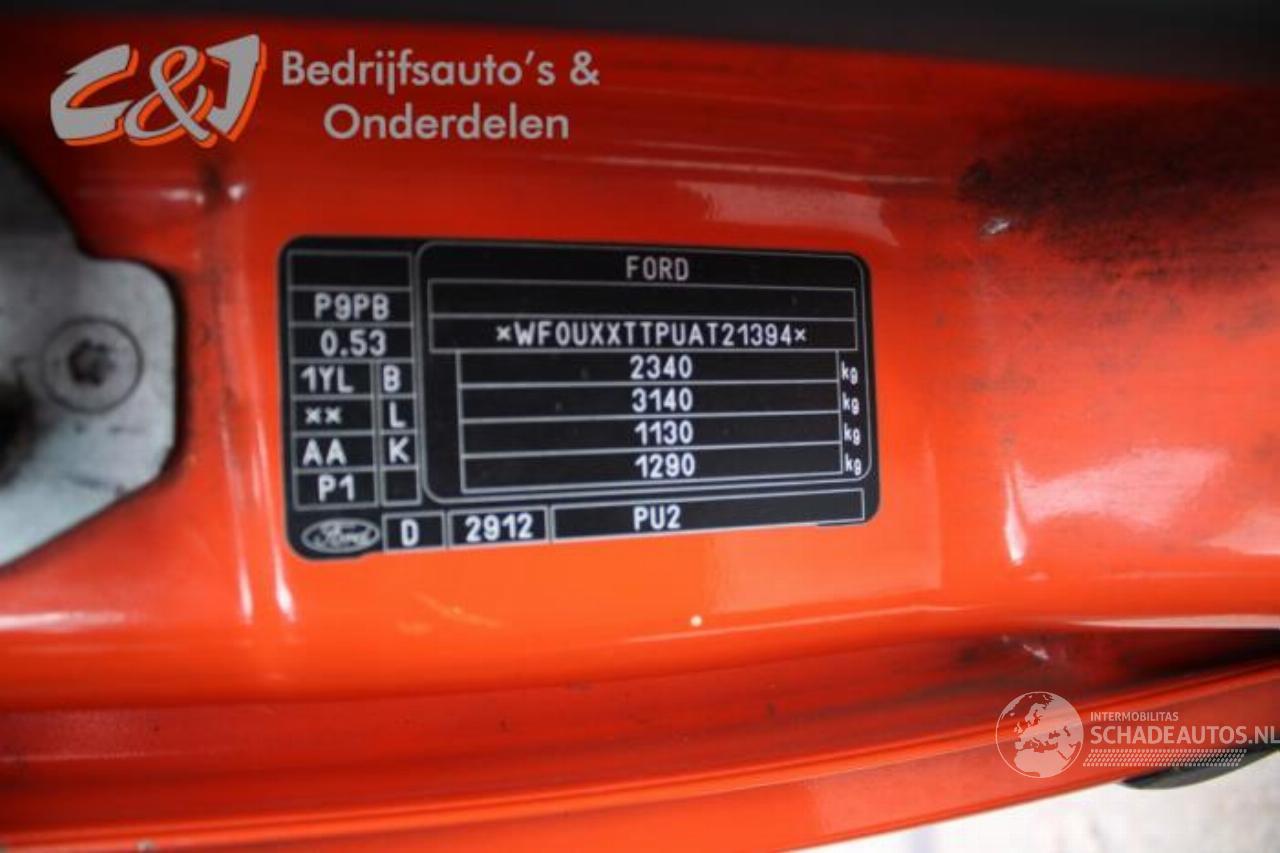 C&J Bedrijfsauto's &
Onderdelen
FORD
P9PB
0.53
1YL B
×× L
AA K
P1
*WF0UXXTTPUAT21394*
2340 kg
3140 kg
1130 kg
1290 kg
Ford D 2912 PU2
INTERMOBILITAS
SCHADEAUTOS.NL